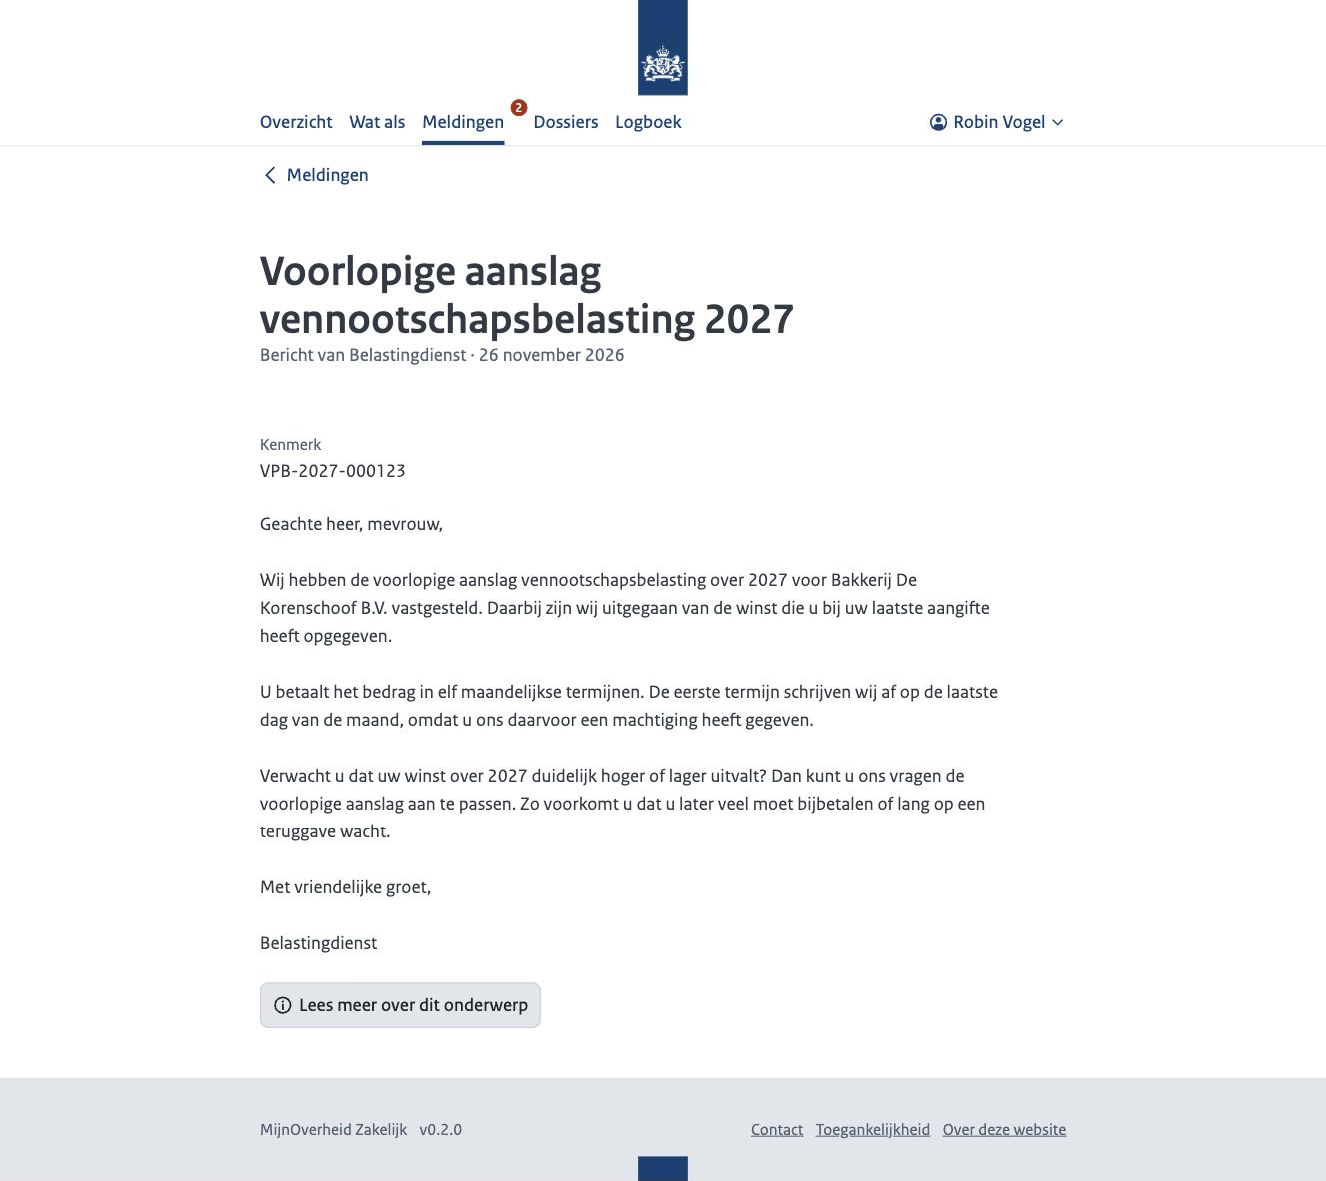 Overzicht Wat als Meldingen 2 Dossiers Logboek Robin Vogel
Meldingen
Voorlopige aanslag
vennootschapsbelasting 2027
Bericht van Belastingdienst · 26 november 2026
Kenmerk
VPB-2027-000123
Geachte heer, mevrouw,
Wij hebben de voorlopige aanslag vennootschapsbelasting over 2027 voor Bakkerij De
Korenschoof B.V. vastgesteld. Daarbij zijn wij uitgegaan van de winst die u bij uw laatste aangifte
heeft opgegeven.
U betaalt het bedrag in elf maandelijkse termijnen. De eerste termijn schrijven wij af op de laatste
dag van de maand, omdat u ons daarvoor een machtiging heeft gegeven.
Verwacht u dat uw winst over 2027 duidelijk hoger of lager uitvalt? Dan kunt u ons vragen de
voorlopige aanslag aan te passen. Zo voorkomt u dat u later veel moet bijbetalen of lang op een
teruggave wacht.
Met vriendelijke groet,
Belastingdienst
Lees meer over dit onderwerp
MijnOverheid Zakelijk v0.2.0 Contact Toegankelijkheid Over deze website